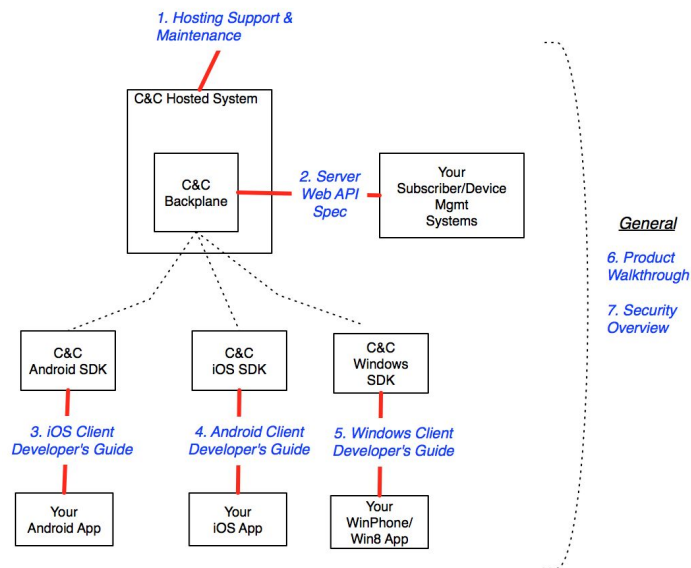 1. Hosting Support &
Maintenance
C&C Hosted System
C&C
Backplane
2. Server
Web API
Spec
Your
Subscriber/Device
Mgmt
Systems
General
6. Product
Walkthrough
7. Security
Overview
C&C
Android SDK
C&C
iOS SDK
C&C
Windows
SDK
3. iOS Client
Developer's Guide
4. Android Client
Developer's Guide
5. Windows Client
Developer's Guide
Your
Android App
Your
iOS App
Your
WinPhone/
Win8 App